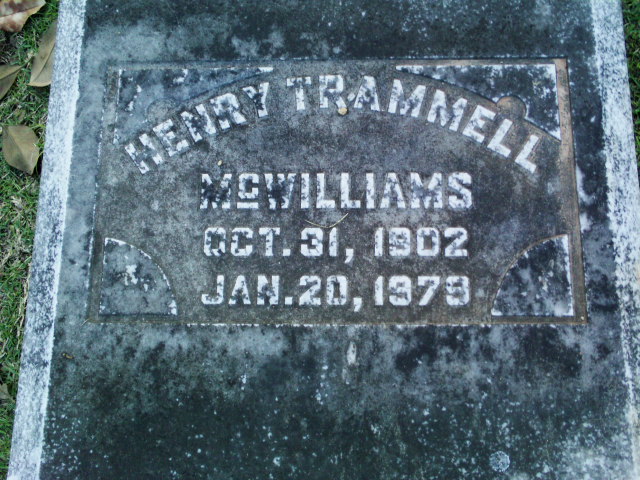 HENRY TRAMMELL
McWILLIAMS
OCT. 31, 1902
JAN. 20, 1979